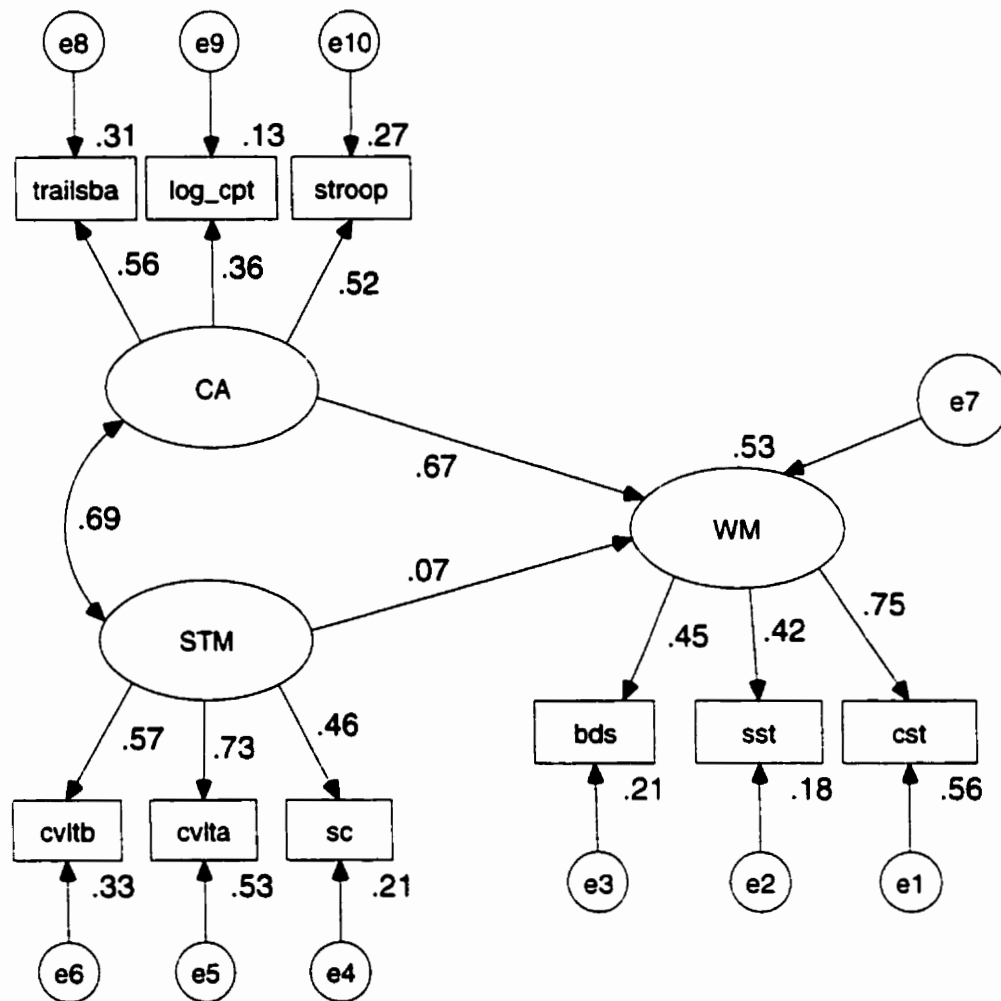 e8 e9 e10
.31 .13 .27
trailsba log_cpt stroop
.56 .36 .52
CA
e7
.53
.67
.69
WM
.07
STM
.45 .42 .75
.57 .73 .46
bds sst cst
.21 .18 .56
cvltb cvlta sc
.33 .53 .21
e3 e2 e1
e6 e5 e4